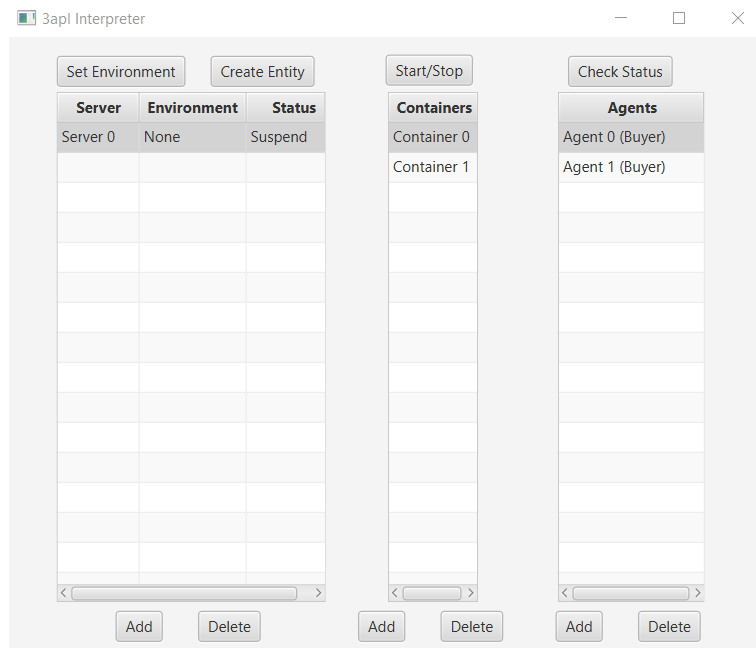 3apl Interpreter
Set Environment Create Entity Start/Stop Check Status
Server Environment Status Containers Agents
Server 0 None Suspend Container 0 Agent 0 (Buyer)
Container 1 Agent 1 (Buyer)
Add Delete Add Delete Add Delete